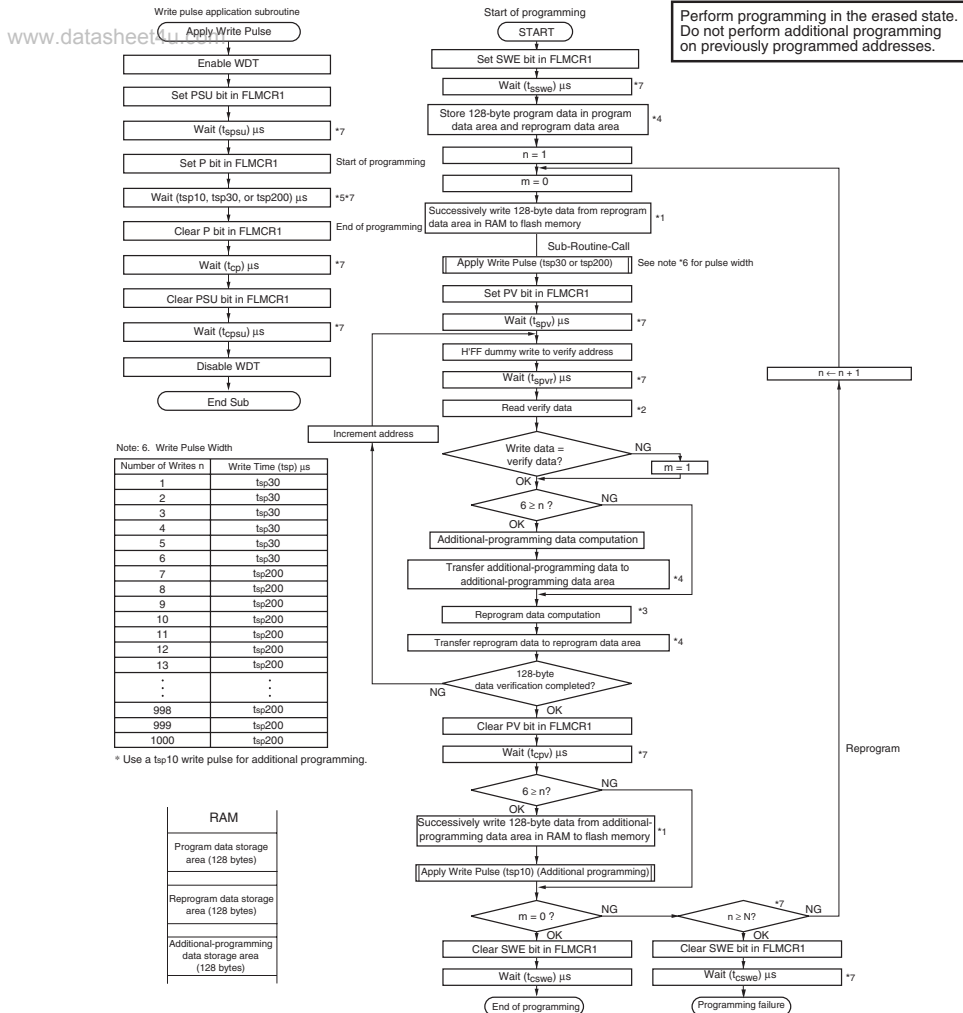 www.datasheet4u.com
Write pulse application subroutine
Apply Write Pulse
Enable WDT
Set PSU bit in FLMCR1
Wait (tspsu) µs
*7
Set P bit in FLMCR1
Start of programming
Wait (tsp10, tsp30, or tsp200) µs
*5*7
Clear P bit in FLMCR1
End of programming
Wait (tcp) µs
*7
Clear PSU bit in FLMCR1
Wait (tcpsu) µs
*7
Disable WDT
End Sub
Note: 6. Write Pulse Width
Number of Writes n Write Time (tsp) µs
1 tsp30
2 tsp30
3 tsp30
4 tsp30
5 tsp30
6 tsp30
7 tsp200
8 tsp200
9 tsp200
10 tsp200
11 tsp200
12 tsp200
13 tsp200
⋮ ⋮
998 tsp200
999 tsp200
1000 tsp200
* Use a tsp10 write pulse for additional programming.
RAM
Program data storage
area (128 bytes)
Reprogram data storage
area (128 bytes)
Additional-programming
data storage area
(128 bytes)
Start of programming
START
Set SWE bit in FLMCR1
Wait (tsswe) µs
*7
Store 128-byte program data in program
data area and reprogram data area
*4
n = 1
m = 0
Successively write 128-byte data from reprogram
data area in RAM to flash memory
*1
Sub-Routine-Call
Apply Write Pulse (tsp30 or tsp200)
See note *6 for pulse width
Set PV bit in FLMCR1
Wait (tspv) µs
*7
H'FF dummy write to verify address
Wait (tspvr) µs
*7
Read verify data
*2
Increment address
Write data =
verify data?
NG
m = 1
OK
6 ≥ n ?
NG
OK
Additional-programming data computation
Transfer additional-programming data to
additional-programming data area
*4
Reprogram data computation
*3
Transfer reprogram data to reprogram data area
*4
128-byte
data verification completed?
NG
OK
Clear PV bit in FLMCR1
Wait (tcpv) µs
*7
6 ≥ n?
NG
OK
Successively write 128-byte data from additional-
programming data area in RAM to flash memory
*1
Apply Write Pulse (tsp10) (Additional programming)
m = 0 ?
NG
OK
Clear SWE bit in FLMCR1
Wait (tcswe) µs
End of programming
*7
n ≥ N?
NG
OK
Clear SWE bit in FLMCR1
Wait (tcswe) µs
*7
Programming failure
n ← n + 1
Reprogram
Perform programming in the erased state.
Do not perform additional programming
on previously programmed addresses.